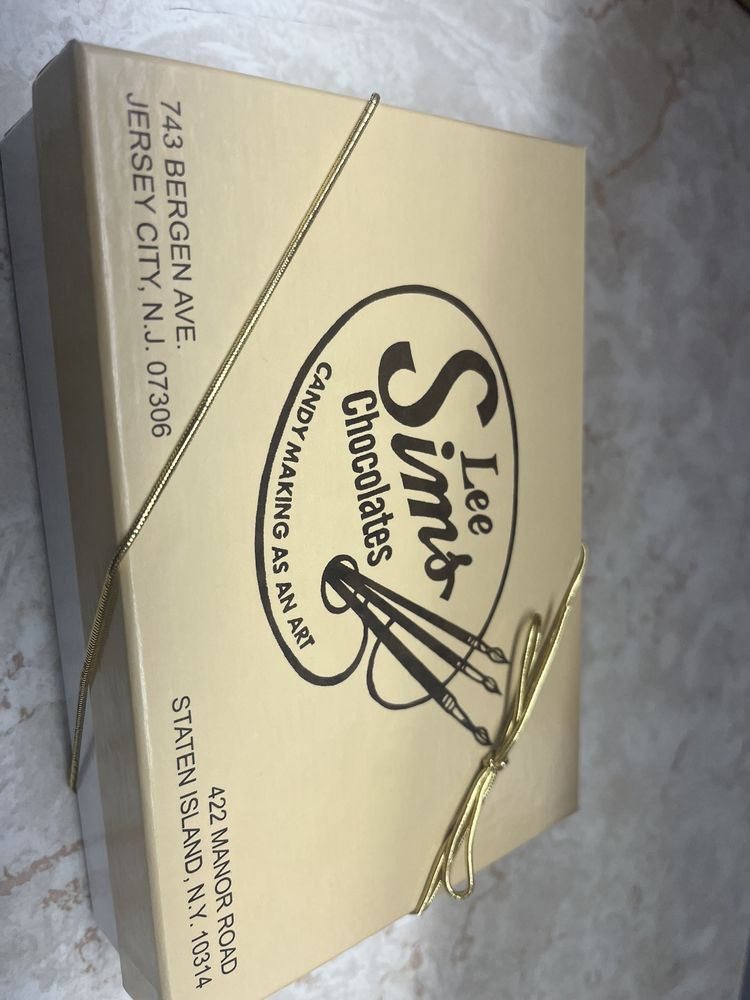 Lee
Sims
Chocolates
CANDY MAKING AS AN ART
743 BERGEN AVE.
JERSEY CITY, N.J. 07306
422 MANOR ROAD
STATEN ISLAND, N.Y. 10314